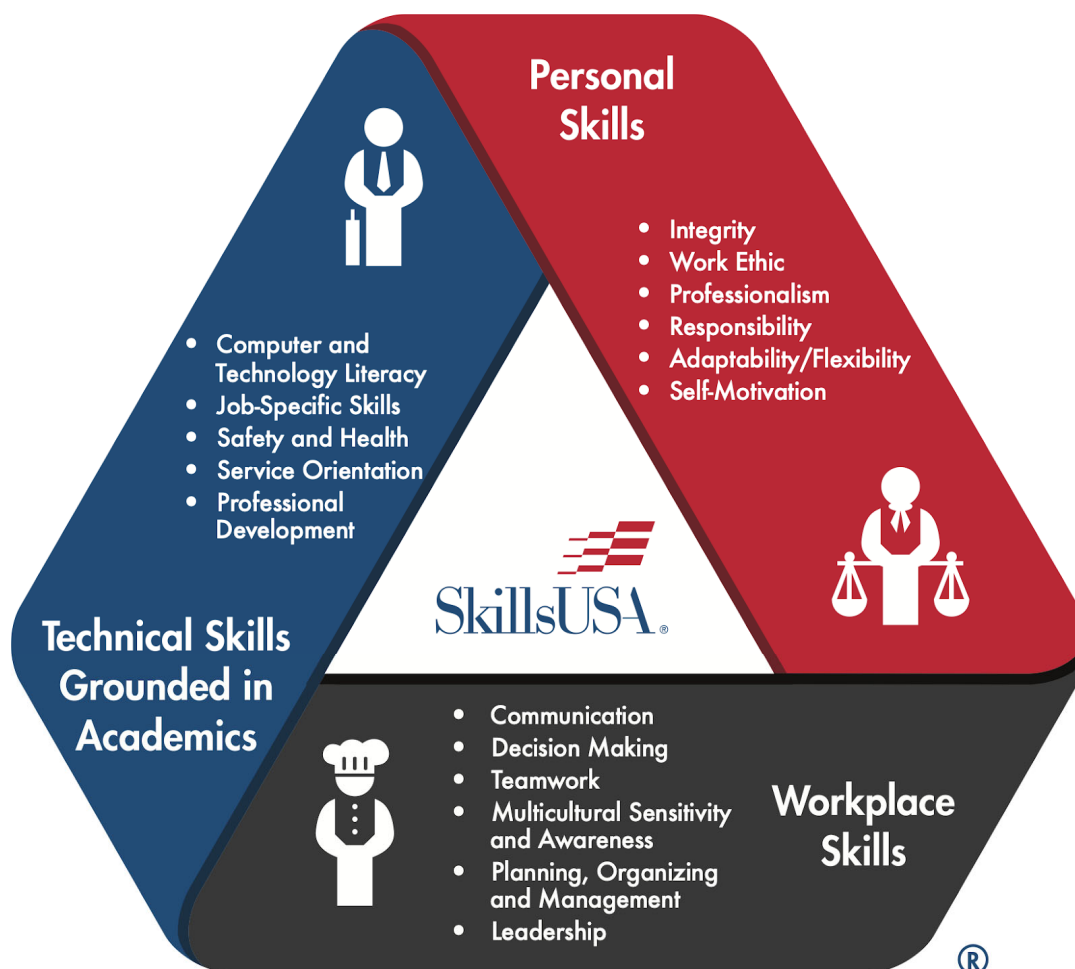 Personal
Skills
• Integrity
• Work Ethic
• Professionalism
• Responsibility
• Adaptability/Flexibility
• Self-Motivation
• Computer and
Technology Literacy
• Job-Specific Skills
• Safety and Health
• Service Orientation
• Professional
Development
Technical Skills
Grounded in
Academics
SkillsUSA®
• Communication
• Decision Making
• Teamwork
• Multicultural Sensitivity
and Awareness
• Planning, Organizing
and Management
• Leadership
Workplace
Skills
®